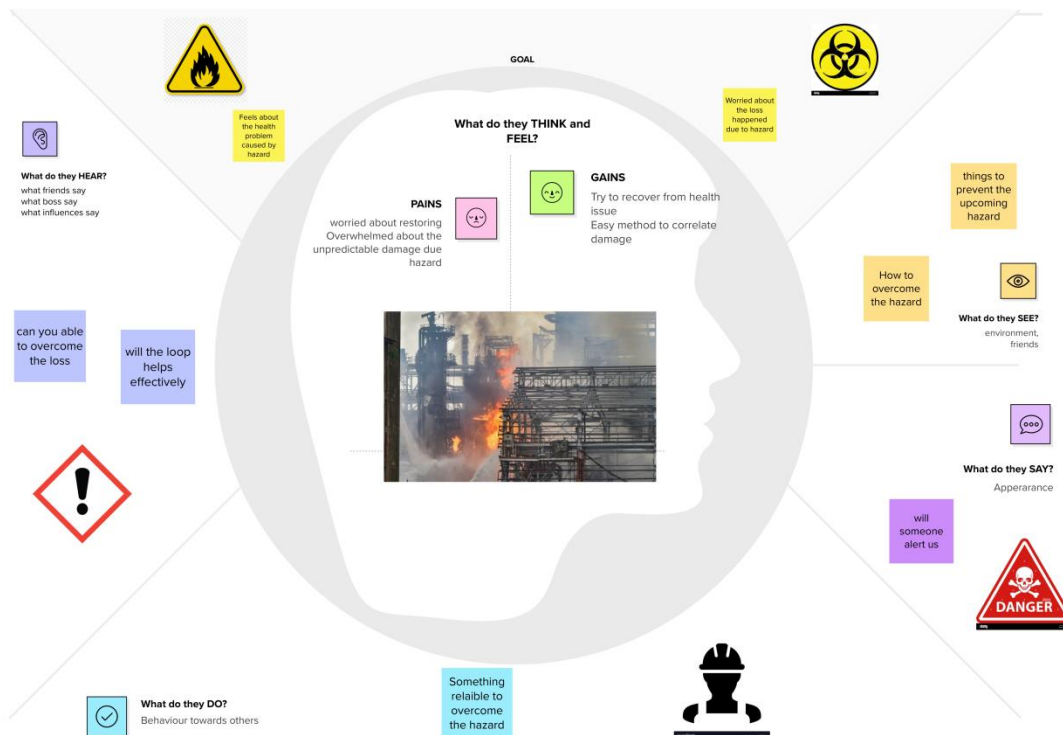 GOAL
What do they THINK and
FEEL?
Feels about
the health
problem
caused by
hazard
Worried about
the loss
happened
due to hazard
What do they HEAR?
what friends say
what boss say
what influences say
PAINS
worried about restoring
Overwhelmed about the
unpredictable damage due
hazard
GAINS
Try to recover from health
issue
Easy method to correlate
damage
things to
prevent the
upcoming
hazard
How to
overcome
the hazard
What do they SEE?
environment,
friends
can you able
to overcome
the loss
will the loop
helps
effectively
What do they SAY?
Apperarance
will
someone
alert us
DANGER
What do they DO?
Behaviour towards others
Something
relaible to
overcome
the hazard